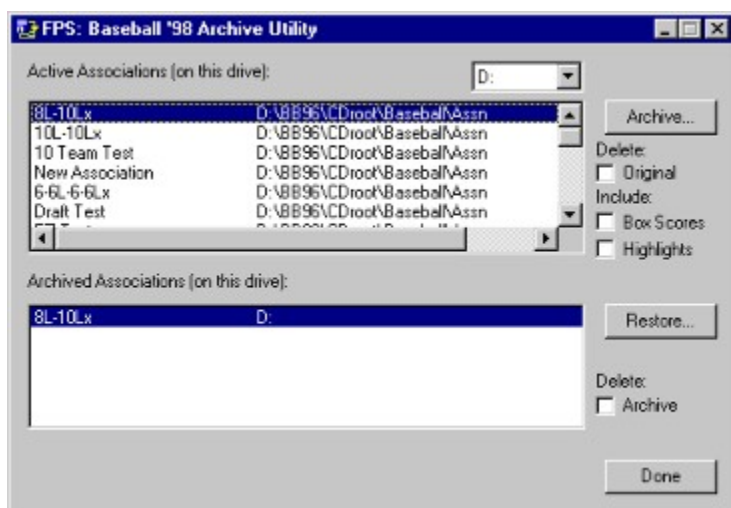 FPS: Baseball '98 Archive Utility
Active Associations (on this drive):
D:
8L-10Lx D:\BB96\CDroot\Baseball\Assn
10L-10Lx D:\BB96\CDroot\Baseball\Assn
10 Team Test D:\BB96\CDroot\Baseball\Assn
New Association D:\BB96\CDroot\Baseball\Assn
6-6L-6-6Lx D:\BB96\CDroot\Baseball\Assn
Draft Test D:\BB96\CDroot\Baseball\Assn
Archive...
Delete:
Original
Include:
Box Scores
Highlights
Archived Associations (on this drive):
8L-10Lx D:
Restore...
Delete:
Archive
Done